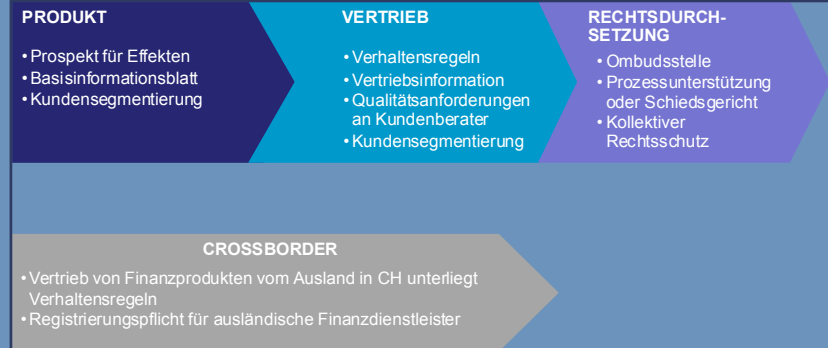 PRODUKT
• Prospekt für Effekten
• Basisinformationsblatt
• Kundensegmentierung
VERTRIEB
• Verhaltensregeln
• Vertriebsinformation
• Qualitätsanforderungen
an Kundenberater
• Kundensegmentierung
RECHTSDURCH-
SETZUNG
• Ombudsstelle
• Prozessunterstützung
oder Schiedsgericht
• Kollektiver
Rechtsschutz
CROSSBORDER
• Vertrieb von Finanzprodukten vom Ausland in CH unterliegt
Verhaltensregeln
• Registrierungspflicht für ausländische Finanzdienstleister